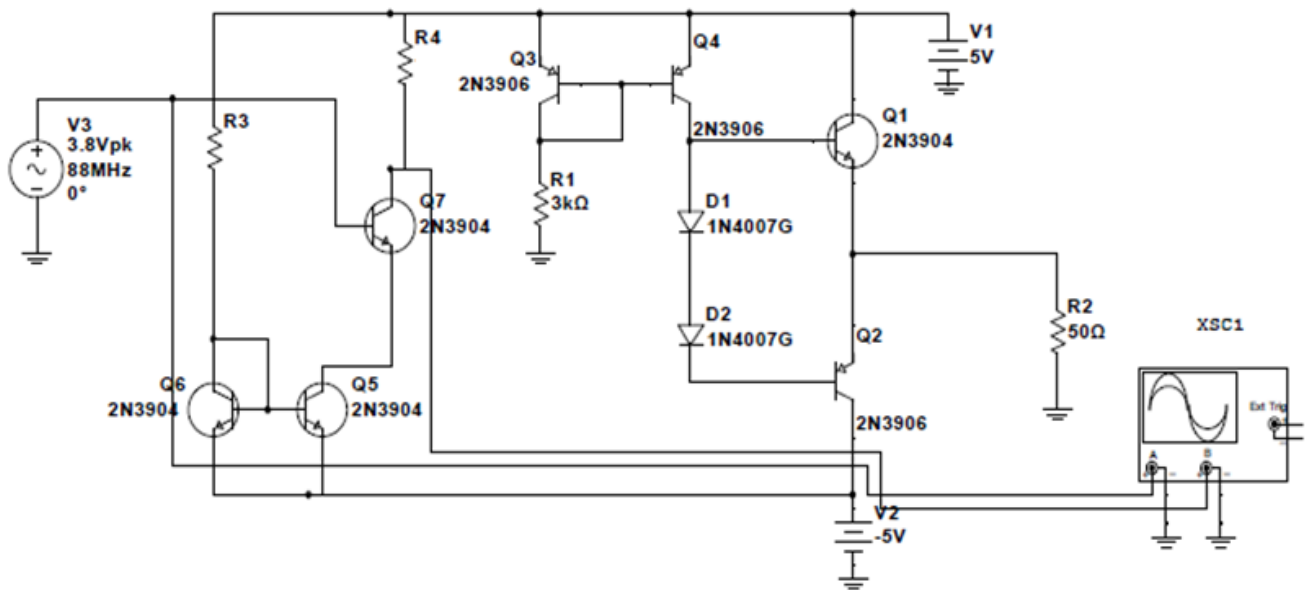 V1
5V
R4
Q3
2N3906
Q4
V3
3.8Vpk
88MHz
0°
R3
2N3906
Q1
2N3904
R1
3kΩ
Q7
2N3904
D1
1N4007G
D2
1N4007G
Q2
R2
50Ω
XSC1
Q6
2N3904
Q5
2N3904
2N3906
Ext Trig
+
−
A
B
+
−
+
−
V2
-5V